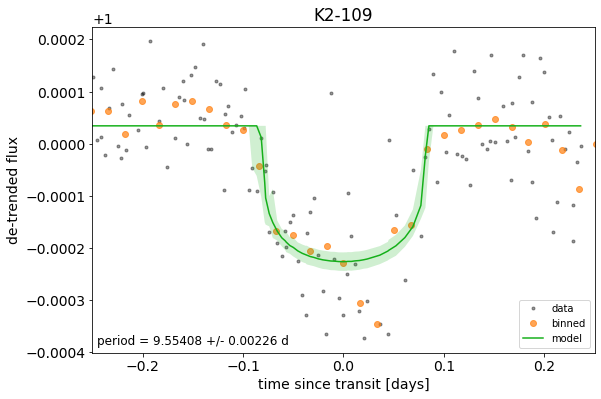 K2-109
+1
0.0002
0.0001
0.0000
−0.0001
−0.0002
−0.0003
−0.0004
de-trended flux
period = 9.55408 +/- 0.00226 d
data
binned
model
−0.2
−0.1
0.0
0.1
0.2
time since transit [days]